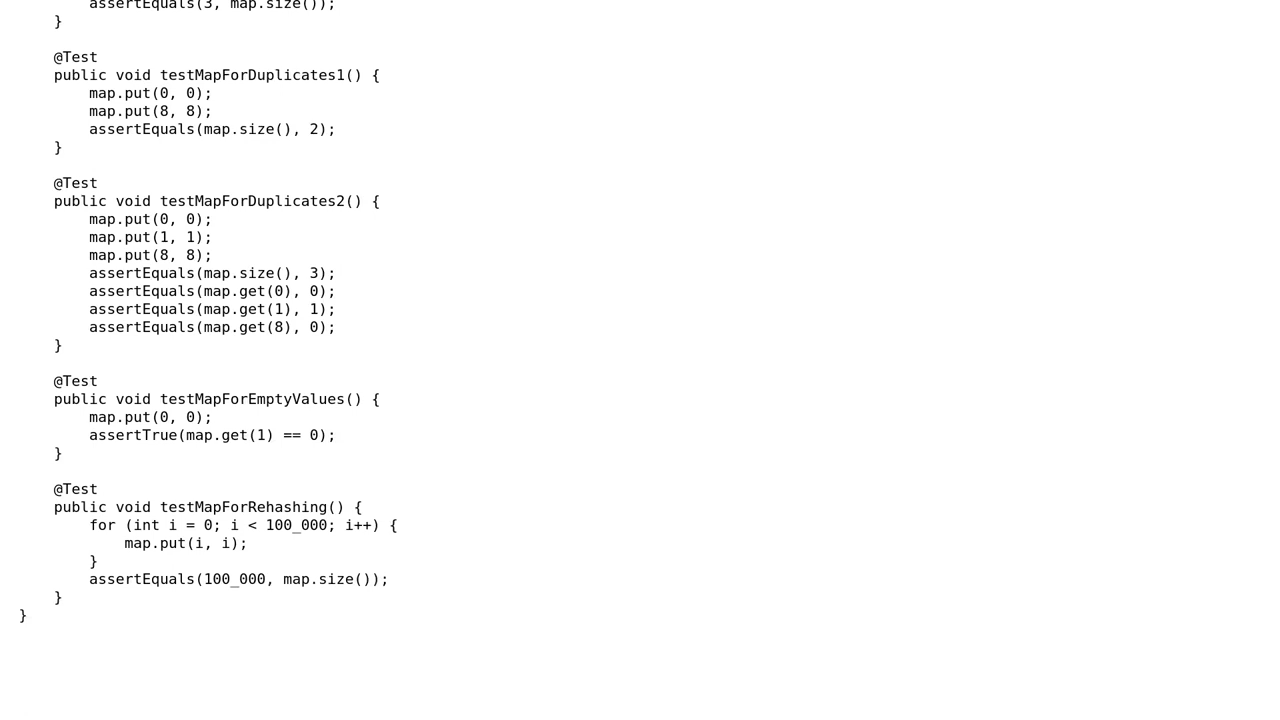 assertEquals(3, map.size());
    }

    @Test
    public void testMapForDuplicates1() {
        map.put(0, 0);
        map.put(8, 8);
        assertEquals(map.size(), 2);
    }

    @Test
    public void testMapForDuplicates2() {
        map.put(0, 0);
        map.put(1, 1);
        map.put(8, 8);
        assertEquals(map.size(), 3);
        assertEquals(map.get(0), 0);
        assertEquals(map.get(1), 1);
        assertEquals(map.get(8), 0);
    }

    @Test
    public void testMapForEmptyValues() {
        map.put(0, 0);
        assertTrue(map.get(1) == 0);
    }

    @Test
    public void testMapForRehashing() {
        for (int i = 0; i < 100_000; i++) {
            map.put(i, i);
        }
        assertEquals(100_000, map.size());
    }
}